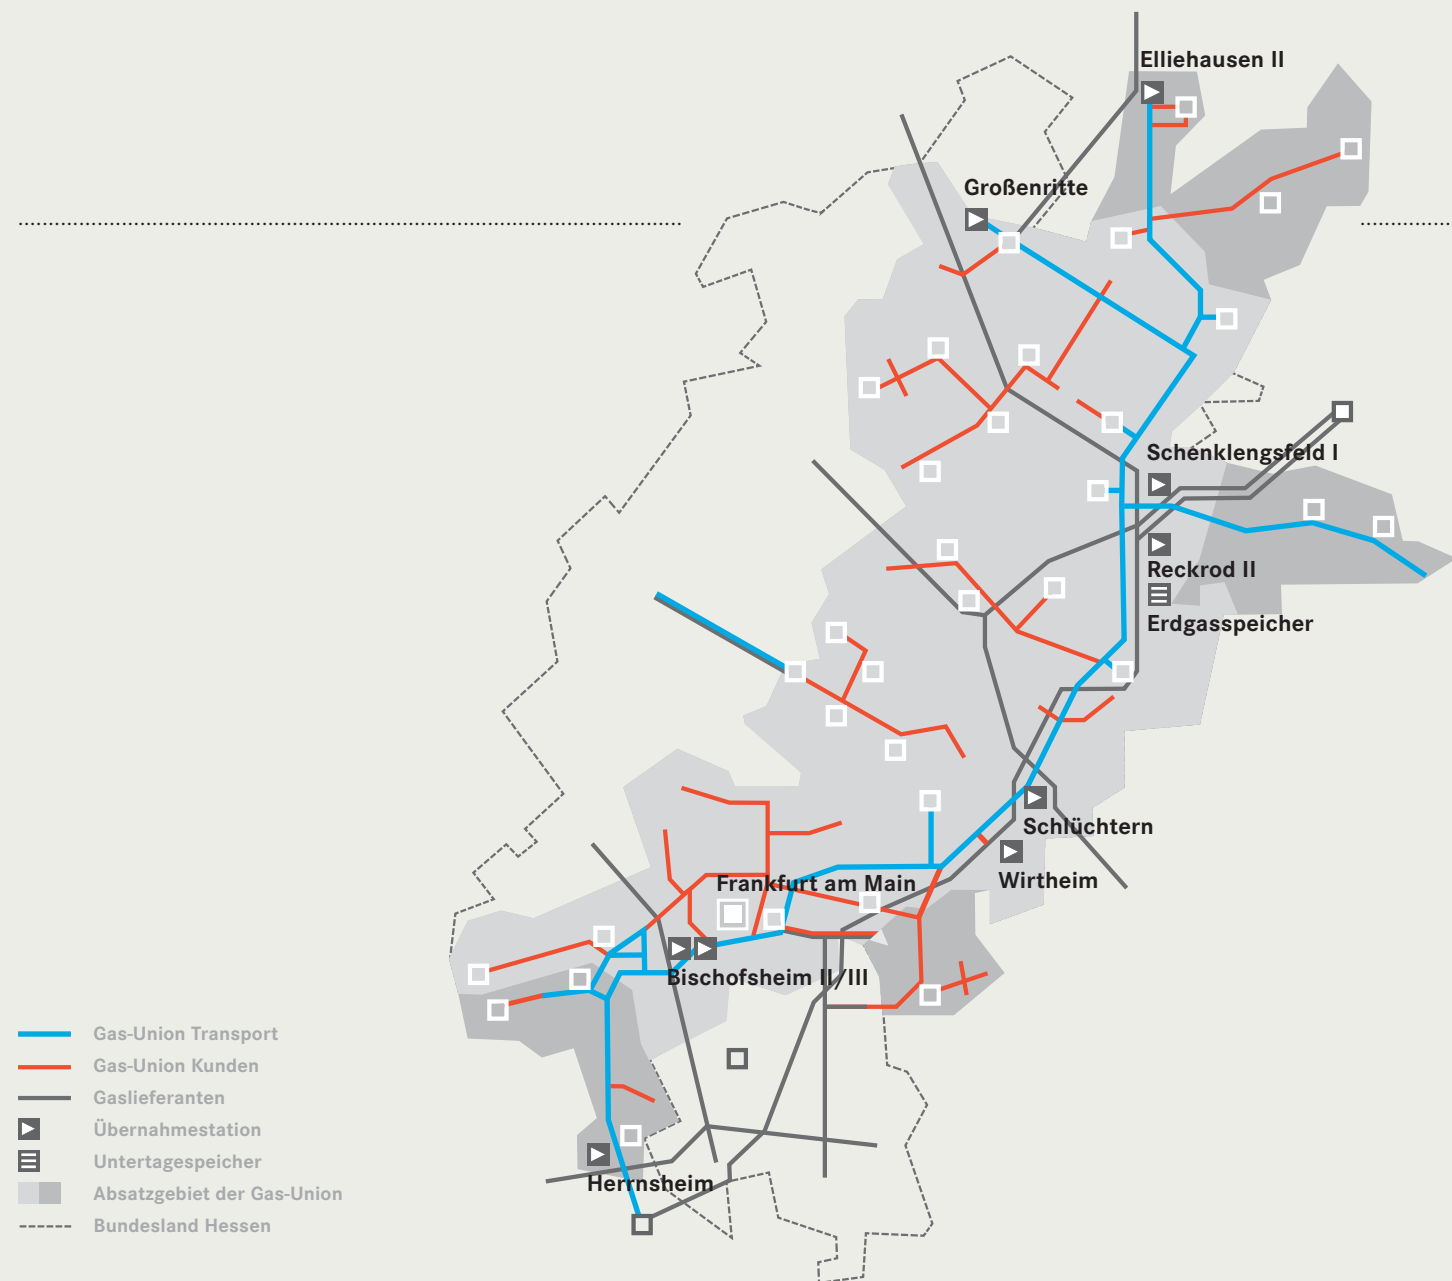 Elliehausen II
Großenritte
Schenklengsfeld I
Reckrod II
Erdgasspeicher
Schlüchtern
Wirtheim
Frankfurt am Main
Bischofsheim II/III
Herrnsheim
Gas-Union Transport
Gas-Union Kunden
Gaslieferanten
Übernahmestation
Untertagespeicher
Absatzgebiet der Gas-Union
Bundesland Hessen